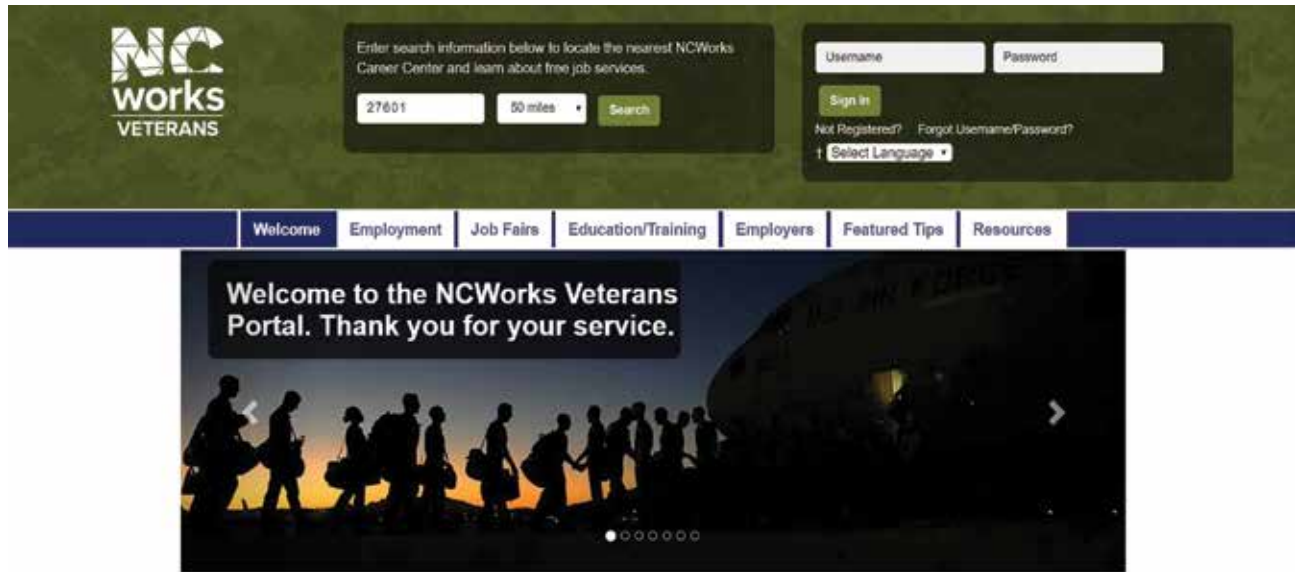 NC
works
VETERANS
Enter search information below to locate the nearest NCWorks
Career Center and learn about free job services.
27601
50 miles
Search
Username
Password
Sign In
Not Registered? Forgot Username/Password?
† Select Language
Welcome
Employment
Job Fairs
Education/Training
Employers
Featured Tips
Resources
Welcome to the NCWorks Veterans
Portal. Thank you for your service.
U.S. AIR FORCE